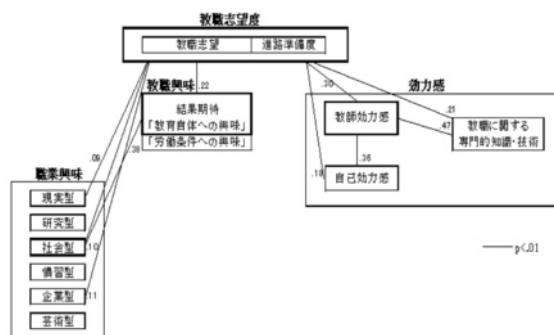 教職志望度
教職志望 進路準備度
教職興味
.22
結果期待
「教育自体への興味」
「労働条件への興味」
効力感
.30
.21
教師効力感
.47
教職に関する
専門的知識・技術
.36
.19
自己効力感
.09
.38
職業興味
現実型
研究型
社会型
.10
慣習型
企業型
.11
芸術型
p<.01